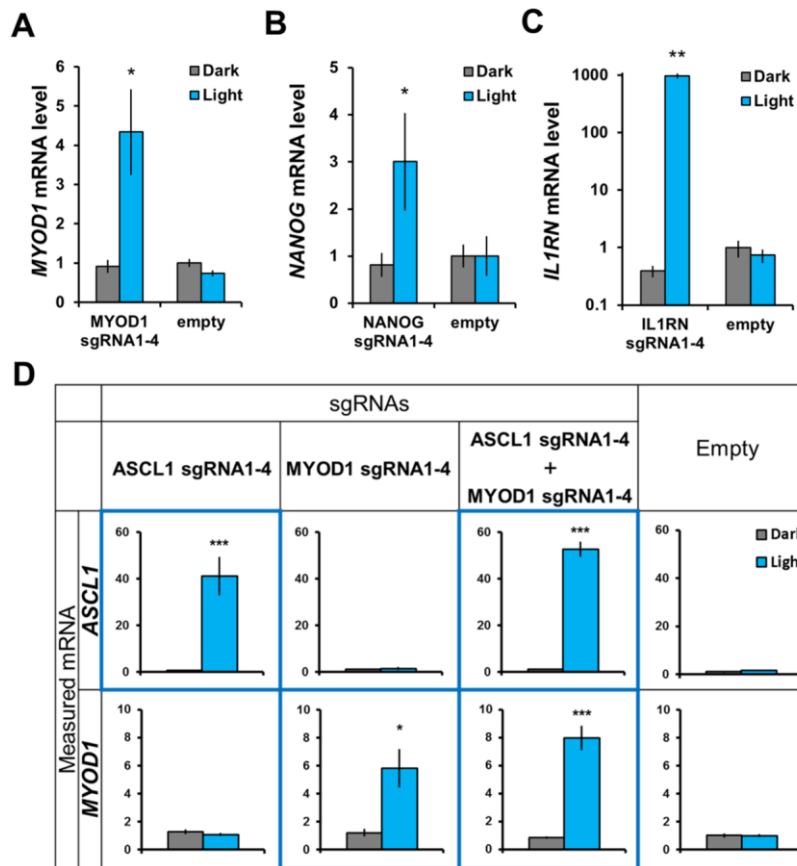 A
MYOD1 mRNA level
6
5
4
3
2
1
0
*
Dark
Light
MYOD1
sgRNA1-4
empty
B
NANOG mRNA level
5
4
3
2
1
0
*
Dark
Light
NANOG
sgRNA1-4
empty
C
IL1RN mRNA level
1000
100
1
0.1
**
Dark
Light
IL1RN
sgRNA1-4
empty
D
sgRNAs
Empty
ASCL1 sgRNA1-4
MYOD1 sgRNA1-4
ASCL1 sgRNA1-4
+
MYOD1 sgRNA1-4
Measured mRNA
ASCL1
60
40
20
0
***
60
40
20
0
60
40
20
0
***
60
50
40
30
20
10
0
Dark
Light
MYOD1
10
8
6
4
2
0
10
8
6
4
2
0
*
10
8
6
4
2
0
***
10
8
6
4
2
0